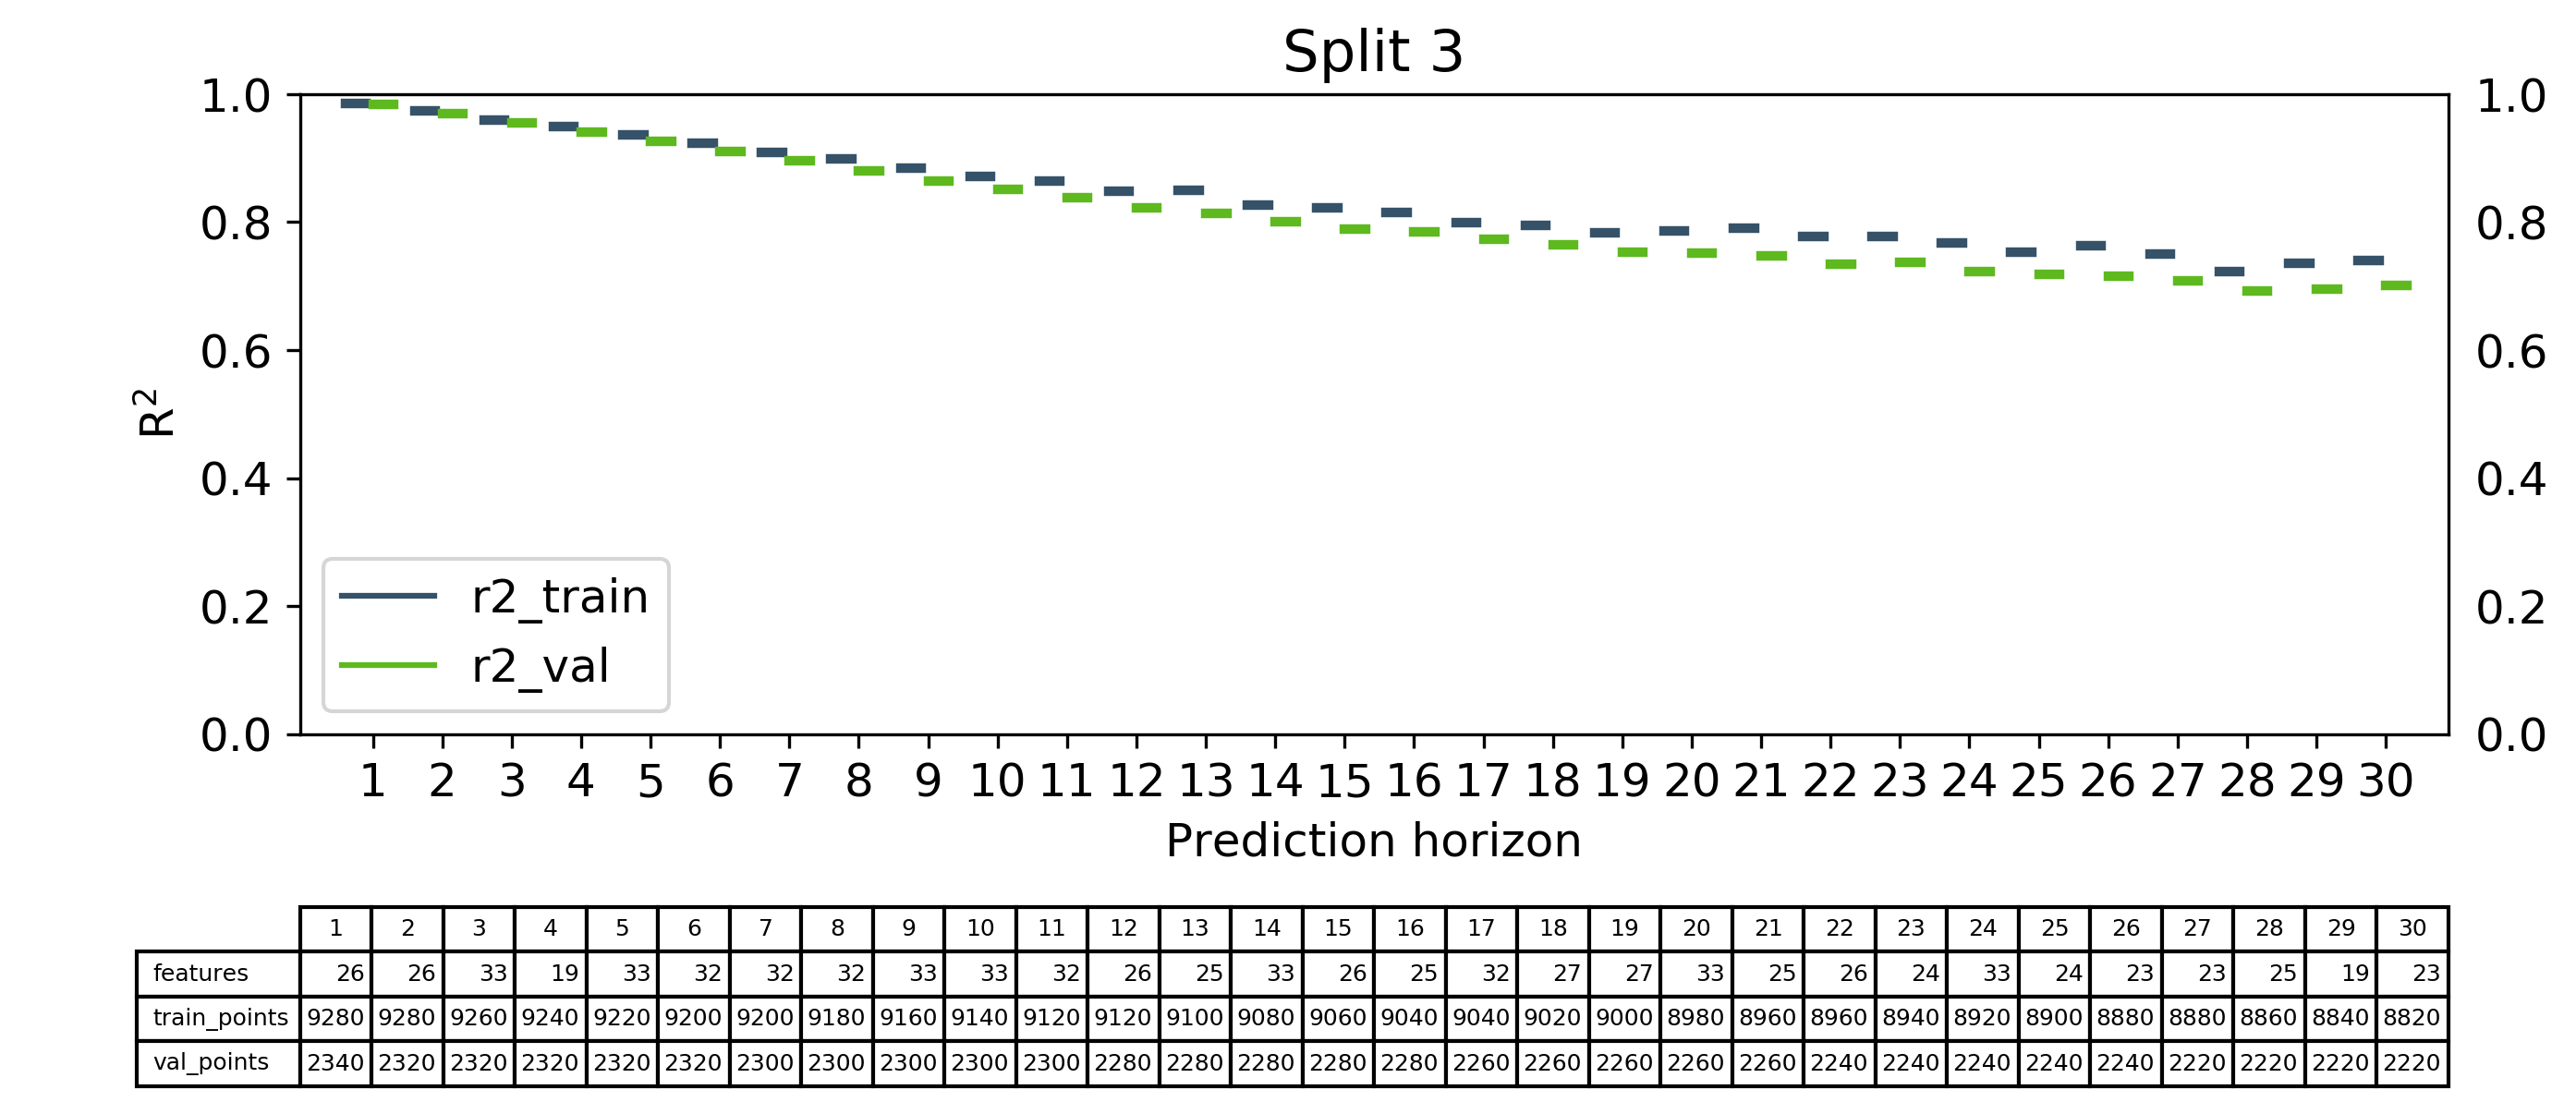 Split 3
1.0 1.0
0.8 0.8
0.6 0.6
R²
0.4 0.4
r2_train
0.2 0.2
r2_val
0.0 0.0
1 2 3 4 5 6 7 8 9 10 11 12 13 14 15 16 17 18 19 20 21 22 23 24 25 26 27 28 29 30
Prediction horizon
1 2 3 4 5 6 7 8 9 10 11 12 13 14 15 16 17 18 19 20 21 22 23 24 25 26 27 28 29 30
features 26 26 33 19 33 32 32 32 33 33 32 26 25 33 26 25 32 27 27 33 25 26 24 33 24 23 23 25 19 23
train_points 9280 9280 9260 9240 9220 9200 9200 9180 9160 9140 9120 9120 9100 9080 9060 9040 9040 9020 9000 8980 8960 8960 8940 8920 8900 8880 8880 8860 8840 8820
val_points 2340 2320 2320 2320 2320 2320 2300 2300 2300 2300 2300 2280 2280 2280 2280 2280 2260 2260 2260 2260 2260 2240 2240 2240 2240 2240 2220 2220 2220 2220